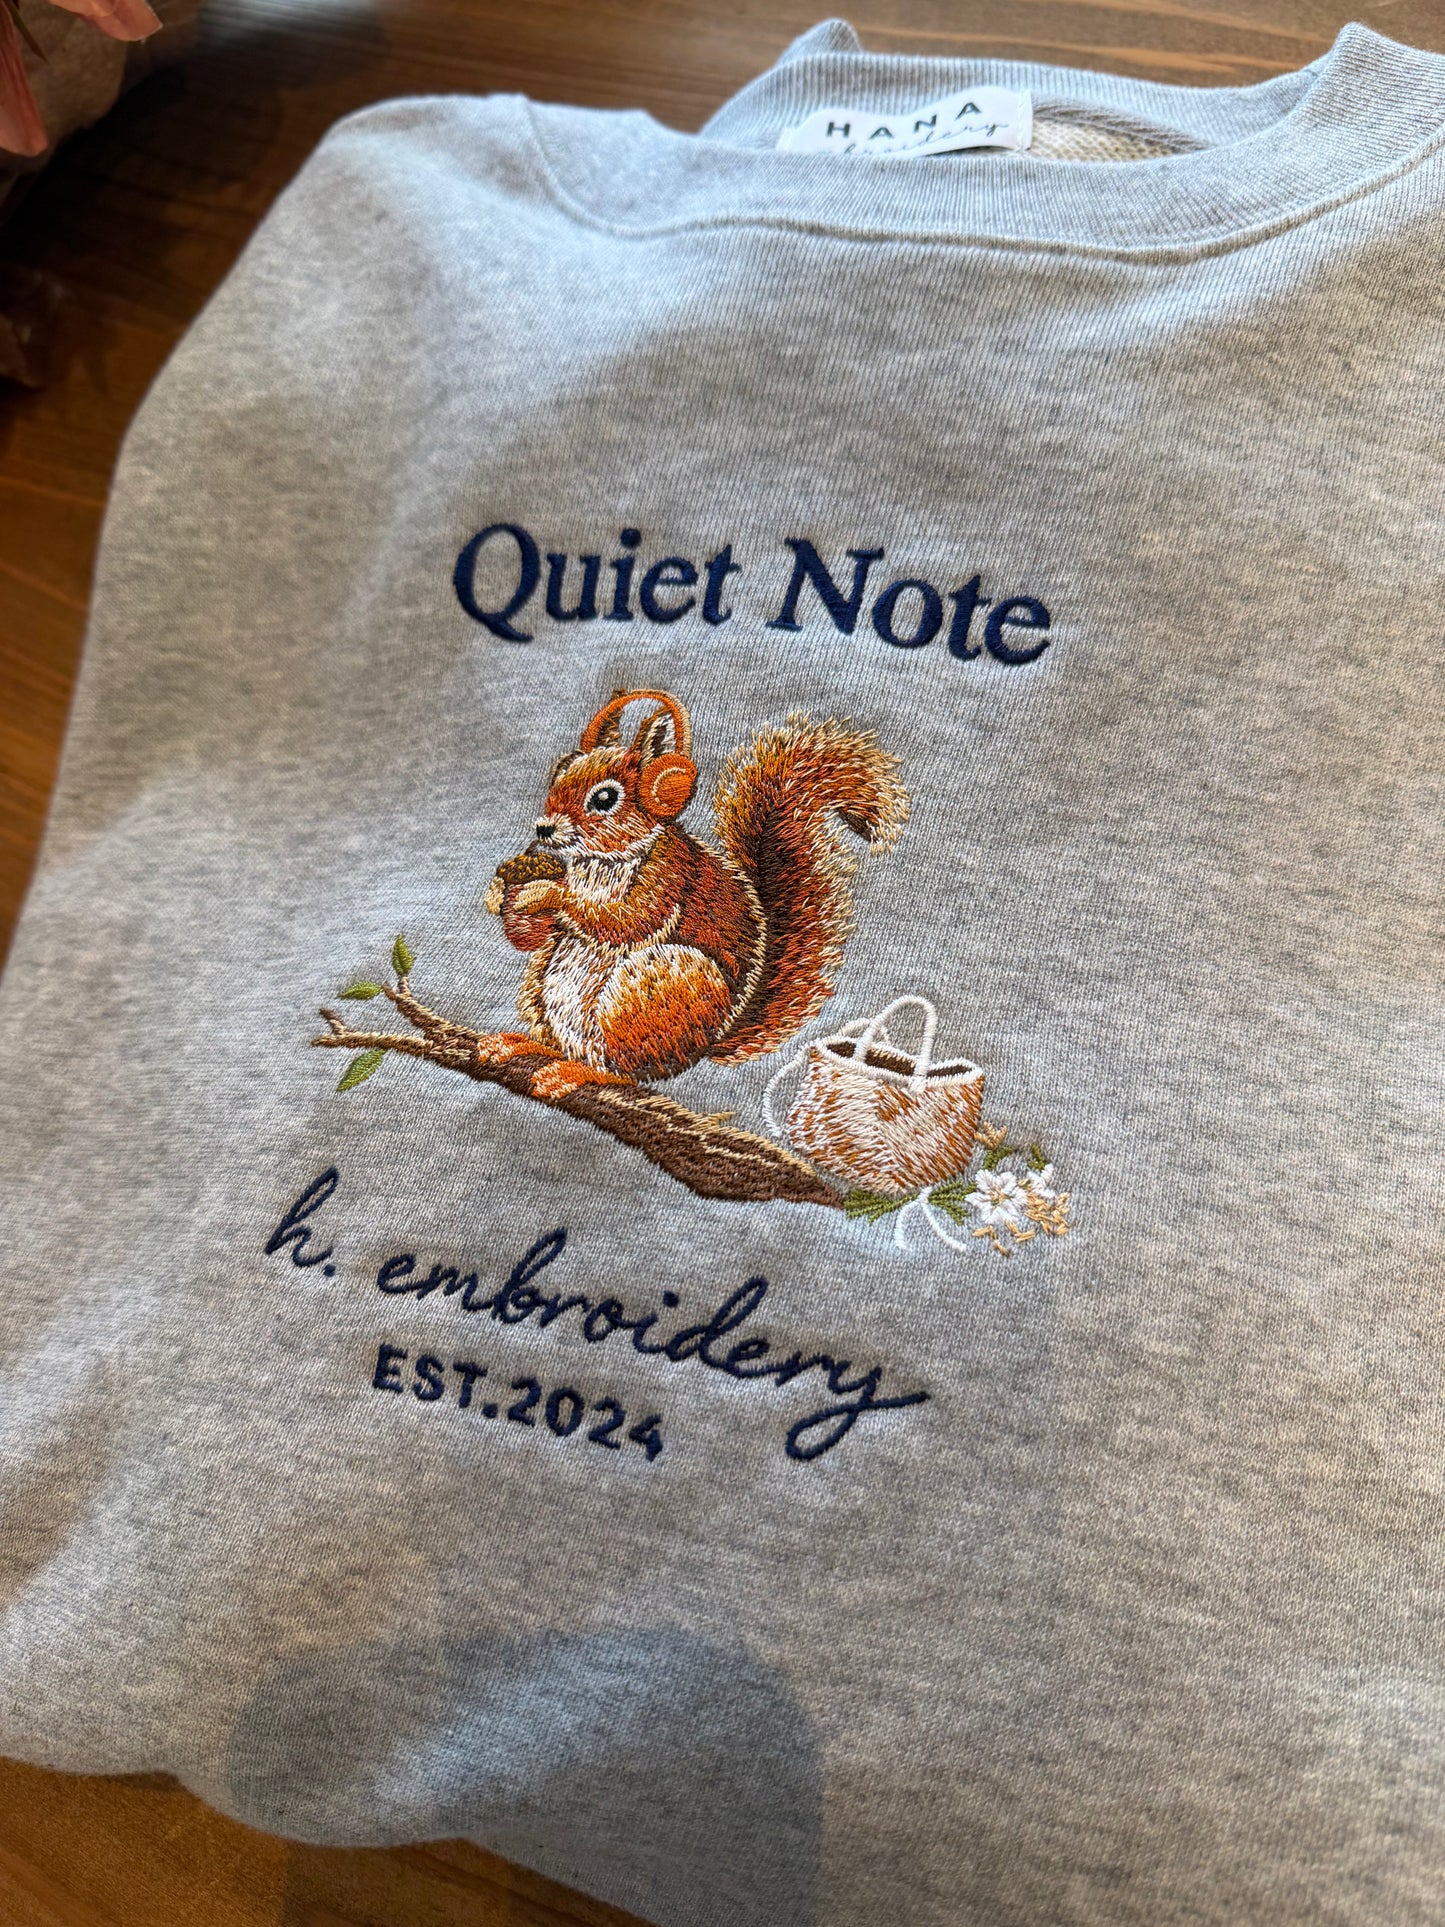 HANA
Quiet Note
h. embroidery
EST.2024